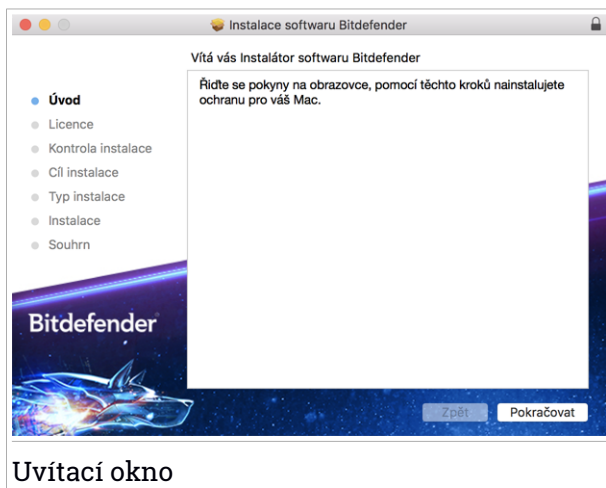 Instalace softwaru Bitdefender
Vítá vás Instalátor softwaru Bitdefender
Úvod
Licence
Kontrola instalace
Cíl instalace
Typ instalace
Instalace
Souhrn
Řiďte se pokyny na obrazovce, pomocí těchto kroků nainstalujete
ochranu pro váš Mac.
Bitdefender
Zpět
Pokračovat
Uvítací okno